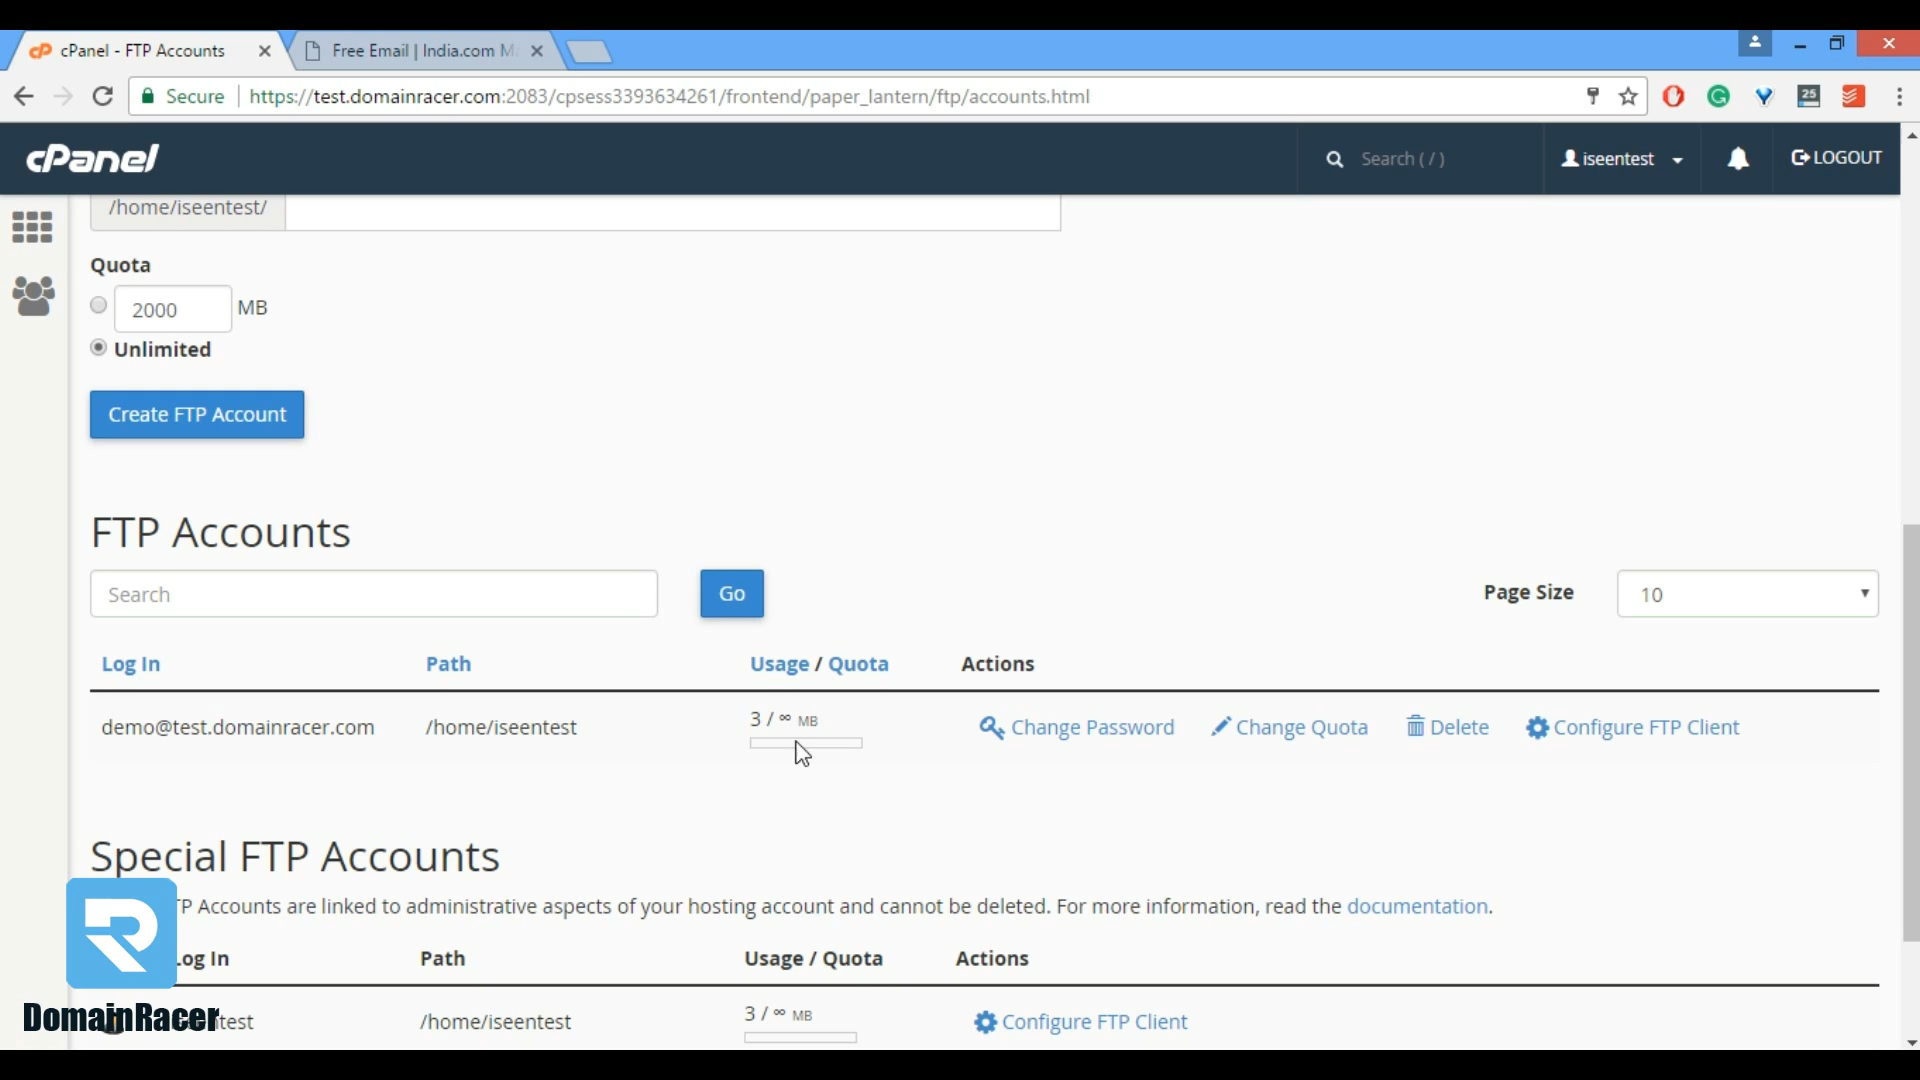 cPanel - FTP Accounts
Free Email | India.com M
Secure
https://test.domainracer.com:2083/cpsess3393634261/frontend/paper_lantern/ftp/accounts.html
25
cPanel
Search ( / )
iseentest
LOGOUT
/home/iseentest/
Quota
2000 MB
Unlimited
Create FTP Account
FTP Accounts
Search
Go
Page Size
10
Log In Path Usage / Quota Actions
demo@test.domainracer.com /home/iseentest 3 / ∞ MB Change Password Change Quota Delete Configure FTP Client
Special FTP Accounts
Accounts are linked to administrative aspects of your hosting account and cannot be deleted. For more information, read the documentation.
Log In Path Usage / Quota Actions
DomainRacer
/home/iseentest 3 / ∞ MB Configure FTP Client